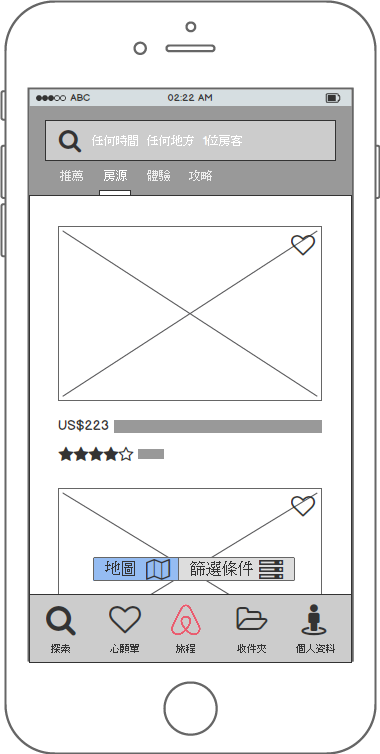 ABC 02:22 AM
任何時間 任何地方 1位房客
推薦 房源 體驗 攻略
US$223
地圖 篩選條件
探索 心願單 旅程 收件夾 個人資料